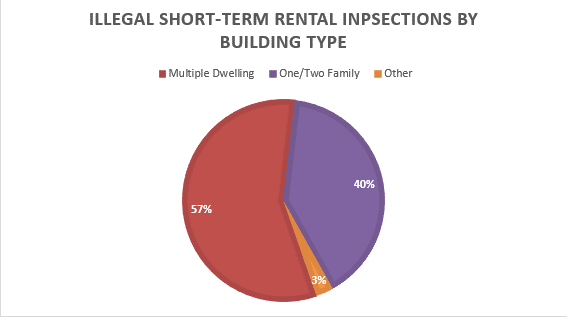 ILLEGAL SHORT-TERM RENTAL INPSECTIONS BY
BUILDING TYPE
Multiple Dwelling One/Two Family Other
40%
57%
3%